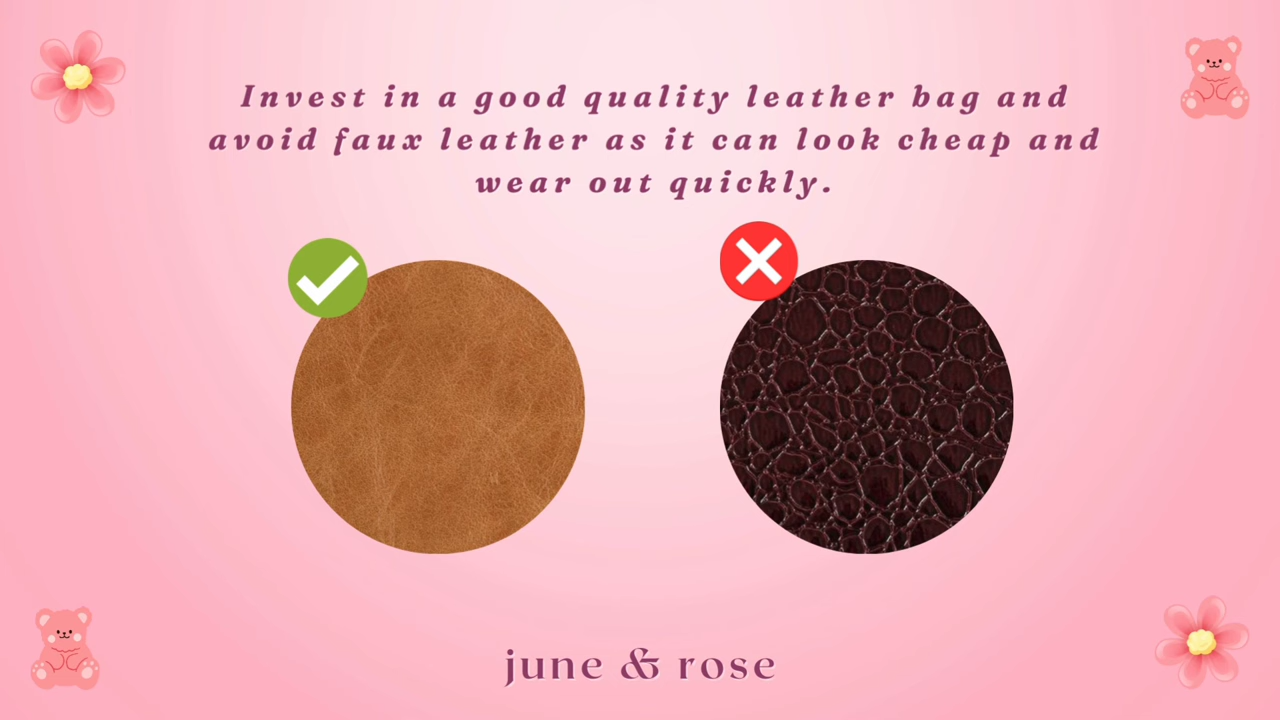 Invest in a good quality leather bag and
avoid faux leather as it can look cheap and
wear out quickly.
june & rose